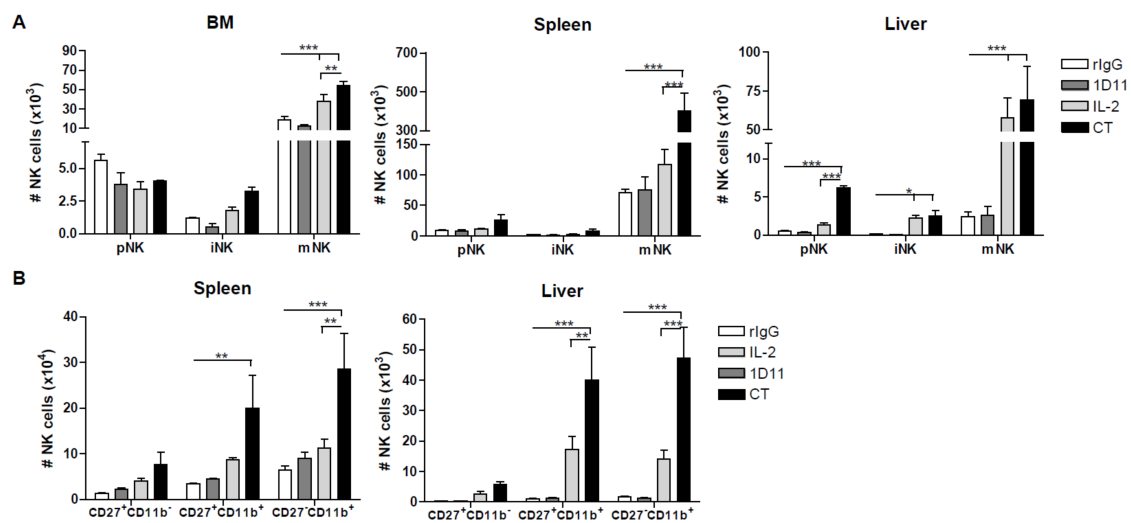 A
BM
# NK cells (x10³)
90
70
50
30
10
5.0
2.5
0.0
***
**
pNK
iNK
mNK
Spleen
# NK cells (x10³)
700
500
300
150
100
50
0
***
***
pNK
iNK
mNK
Liver
# NK cells (x10³)
100
75
50
10
5
0
***
***
*
***
pNK
iNK
mNK
rIgG
1D11
IL-2
CT
B
Spleen
# NK cells (x10⁴)
40
30
20
10
0
**
***
**
CD27⁺CD11b⁻
CD27⁺CD11b⁺
CD27⁻CD11b⁺
Liver
# NK cells (x10³)
60
50
40
30
20
10
0
***
**
***
***
CD27⁺CD11b⁻
CD27⁺CD11b⁺
CD27⁻CD11b⁺
rIgG
IL-2
1D11
CT